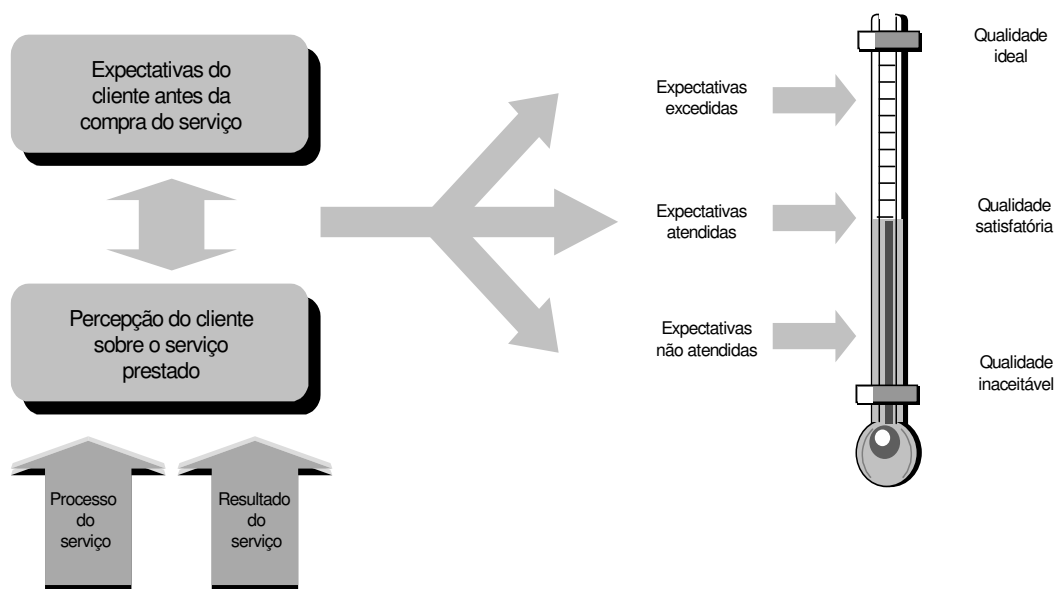 Expectativas do
cliente antes da
compra do serviço
Percepção do cliente
sobre o serviço
prestado
Processo
do
serviço
Resultado
do
serviço
Expectativas
excedidas
Expectativas
atendidas
Expectativas
não atendidas
Qualidade
ideal
Qualidade
satisfatória
Qualidade
inaceitável